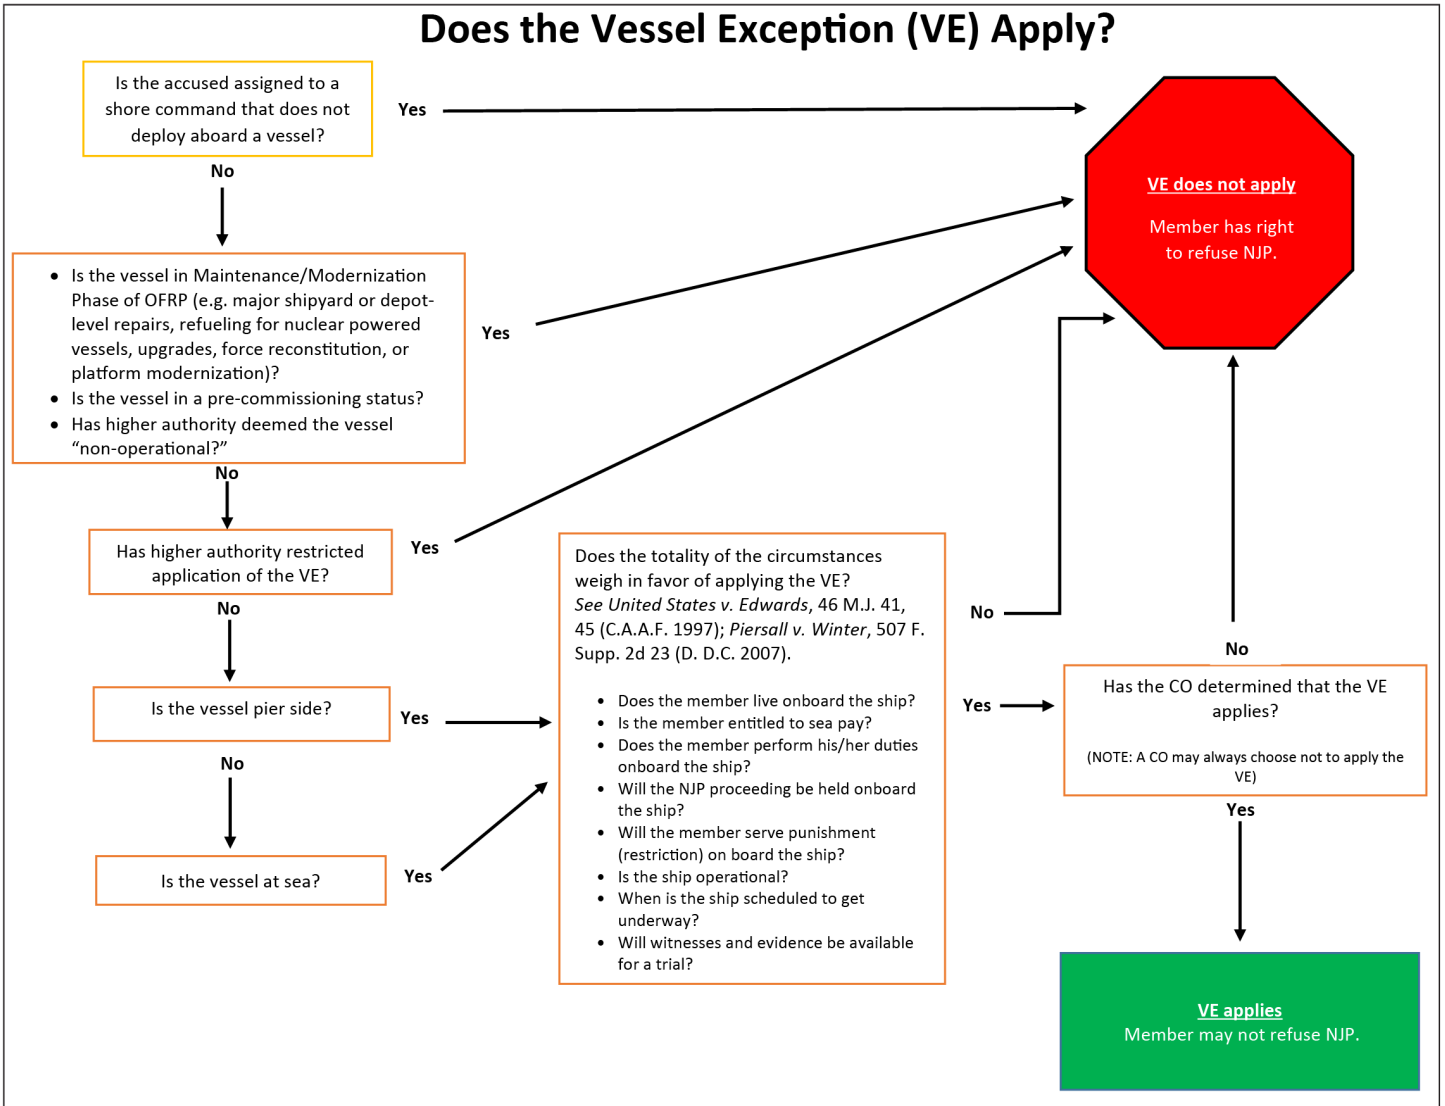 Does the Vessel Exception (VE) Apply?
Is the accused assigned to a
shore command that does not
deploy aboard a vessel?
Yes
No
VE does not apply
Member has right
to refuse NJP.
• Is the vessel in Maintenance/Modernization
Phase of OFRP (e.g. major shipyard or depot-
level repairs, refueling for nuclear powered
vessels, upgrades, force reconstitution, or
platform modernization)?
• Is the vessel in a pre-commissioning status?
• Has higher authority deemed the vessel
“non-operational?”
Yes
No
Has higher authority restricted
application of the VE?
Yes
No
Is the vessel pier side?
Yes
No
Is the vessel at sea?
Yes
Does the totality of the circumstances
weigh in favor of applying the VE?
See United States v. Edwards, 46 M.J. 41,
45 (C.A.A.F. 1997); Piersall v. Winter, 507 F.
Supp. 2d 23 (D. D.C. 2007).
• Does the member live onboard the ship?
• Is the member entitled to sea pay?
• Does the member perform his/her duties
onboard the ship?
• Will the NJP proceeding be held onboard
the ship?
• Will the member serve punishment
(restriction) on board the ship?
• Is the ship operational?
• When is the ship scheduled to get
underway?
• Will witnesses and evidence be available
for a trial?
No
Yes
No
Has the CO determined that the VE
applies?
(NOTE: A CO may always choose not to apply the
VE)
Yes
VE applies
Member may not refuse NJP.